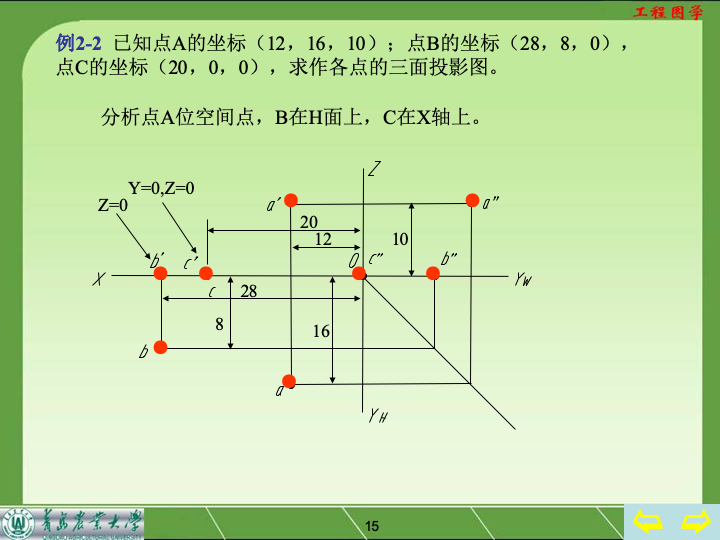 工程图学
例2-2 已知点A的坐标（12，16，10）；点B的坐标（28，8，0），
点C的坐标（20，0，0），求作各点的三面投影图。
分析点A位空间点，B在H面上，C在X轴上。
Z
Y=0,Z=0
Z=0
a'
a"
20
12
10
b'
c'
O
c"
b"
X
YW
c
28
8
16
b
a
YH
青岛农业大学
15